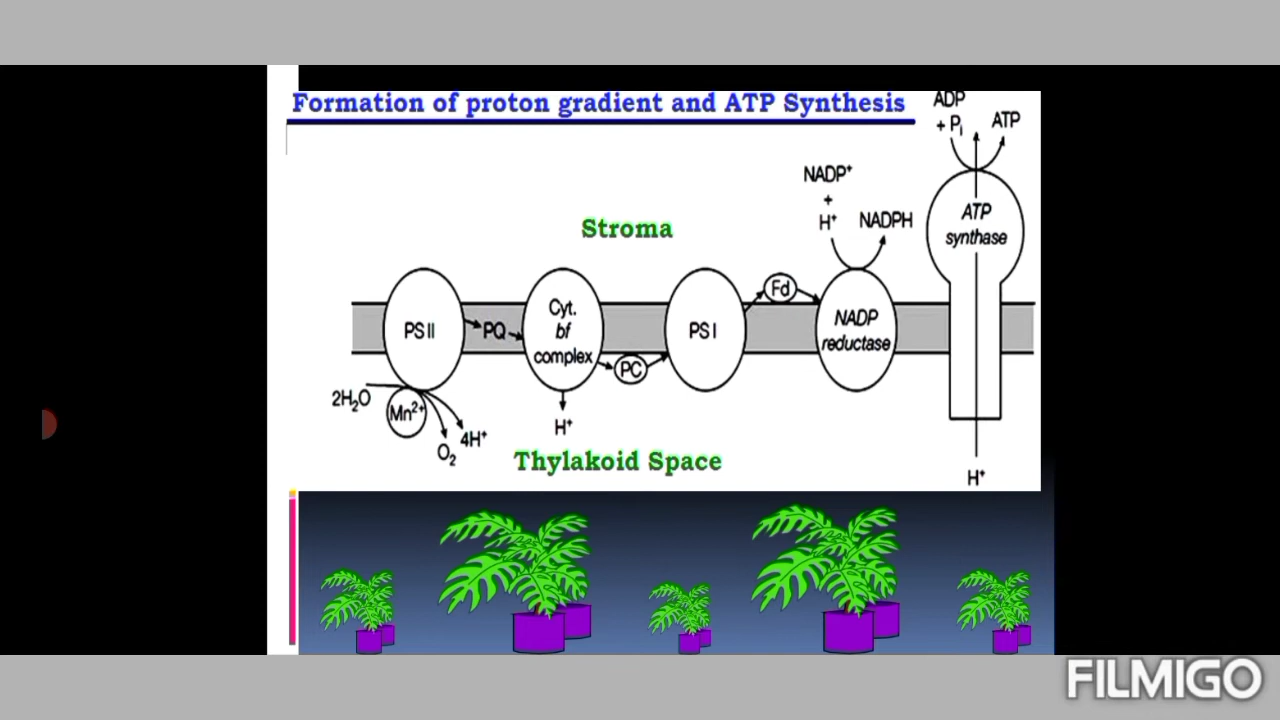 Formation of proton gradient and ATP Synthesis
ADP
+ Pi
ATP
NADP⁺
+
H⁺
NADPH
ATP
synthase
Stroma
Fd
PS II
PQ
Cyt.
bf
complex
PC
PS I
NADP
reductase
2H₂O
Mn²⁺
O₂
4H⁺
H⁺
Thylakoid Space
H⁺
FILMIGO